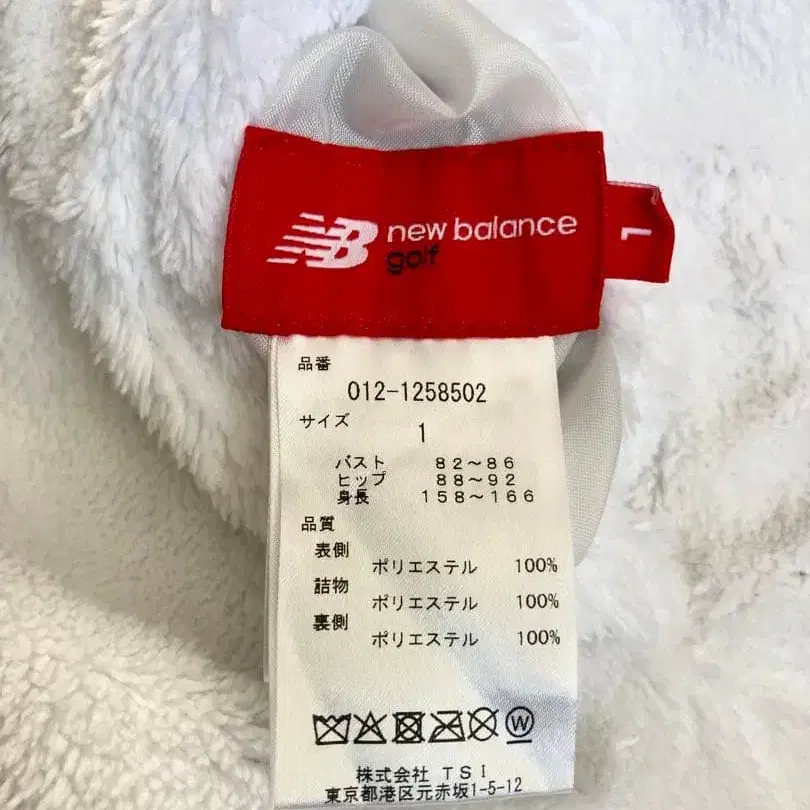 NB new balance
golf
1
品番
012-1258502
サイズ
1
バスト 82～86
ヒップ 88～92
身長 158～166
品質
表側
ポリエステル 100%
詰物
ポリエステル 100%
裏側
ポリエステル 100%
W
株式会社 TSI
東京都港区元赤坂1-5-12